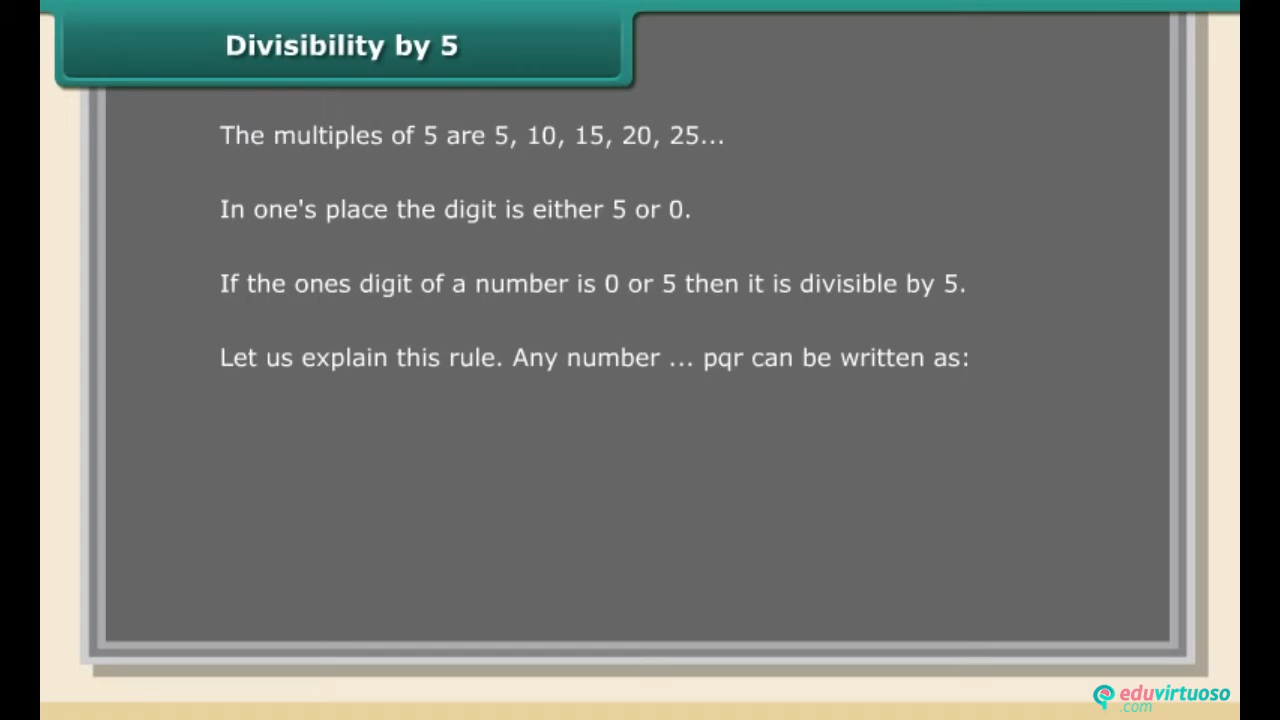 Divisibility by 5
The multiples of 5 are 5, 10, 15, 20, 25...
In one's place the digit is either 5 or 0.
If the ones digit of a number is 0 or 5 then it is divisible by 5.
Let us explain this rule. Any number ... pqr can be written as:
eduvirtuoso
.com